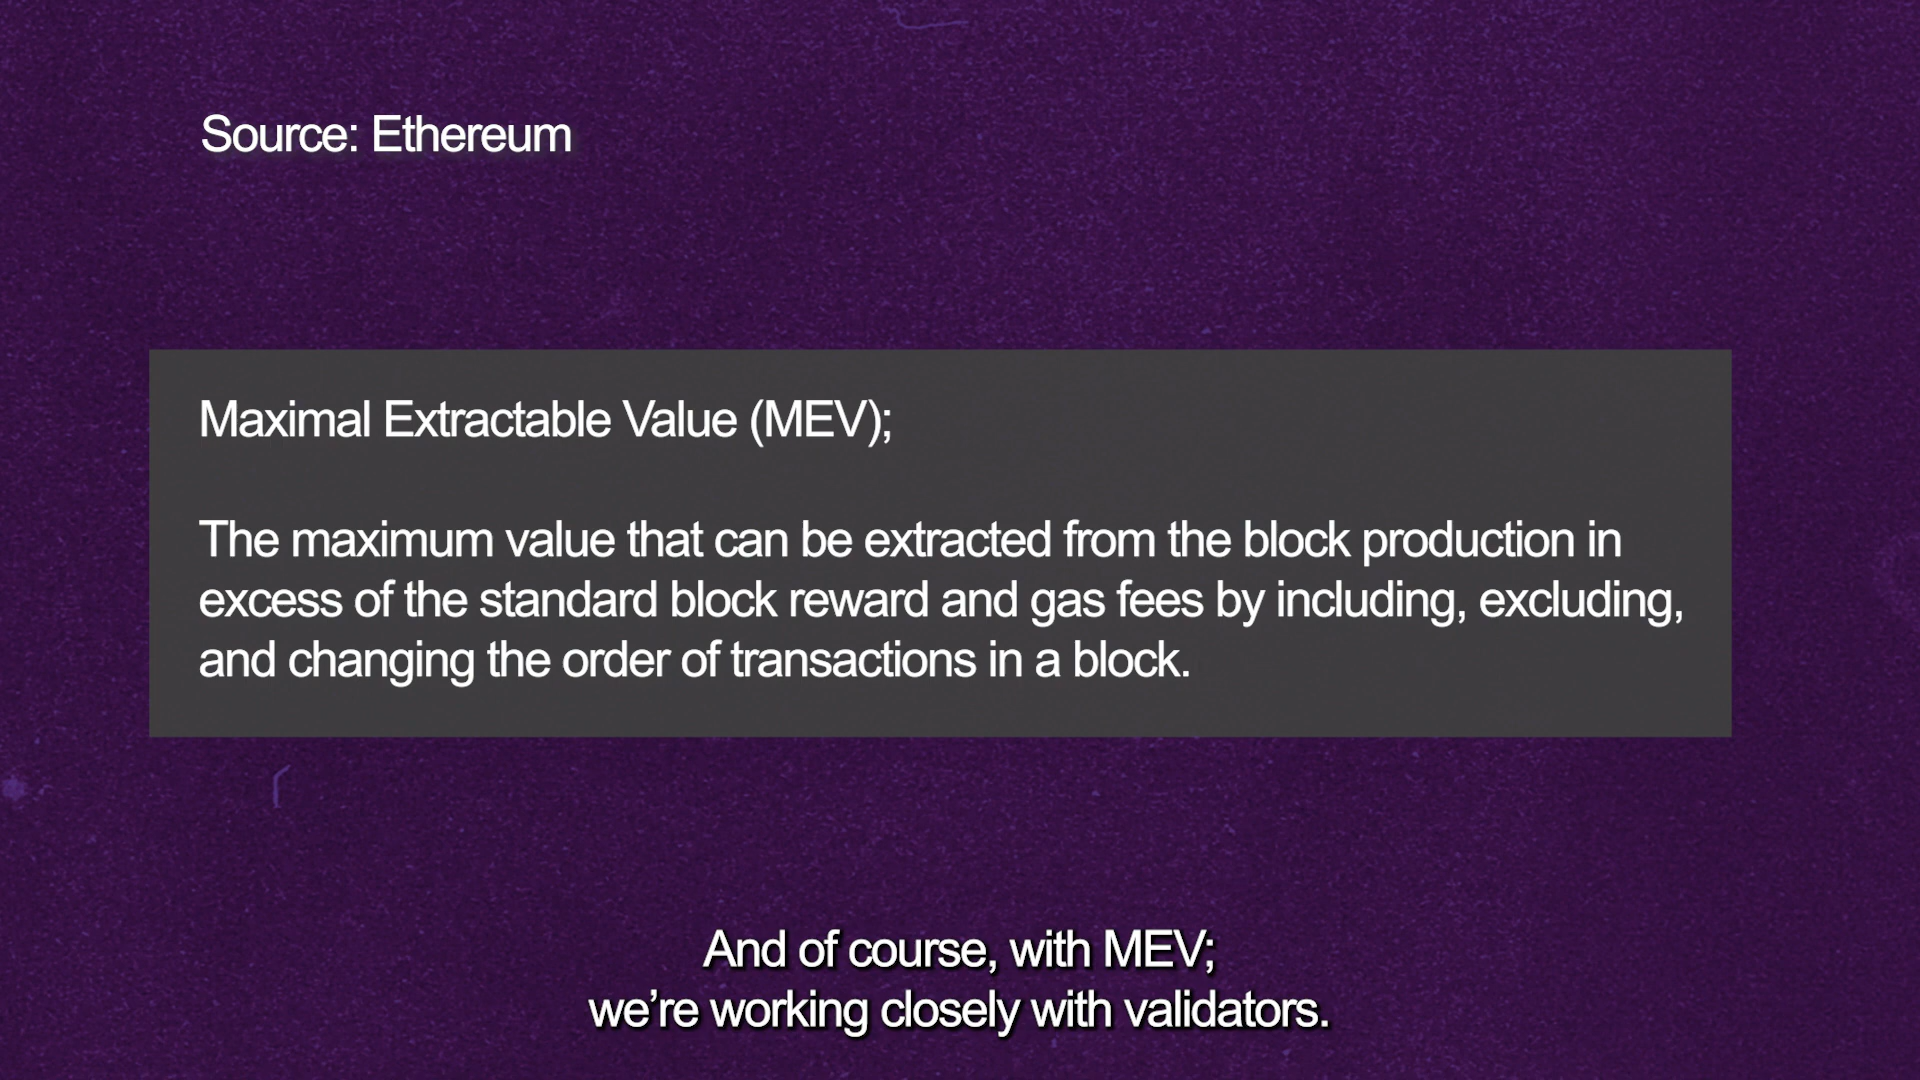 Source: Ethereum
Maximal Extractable Value (MEV);
The maximum value that can be extracted from the block production in
excess of the standard block reward and gas fees by including, excluding,
and changing the order of transactions in a block.
And of course, with MEV;
we’re working closely with validators.